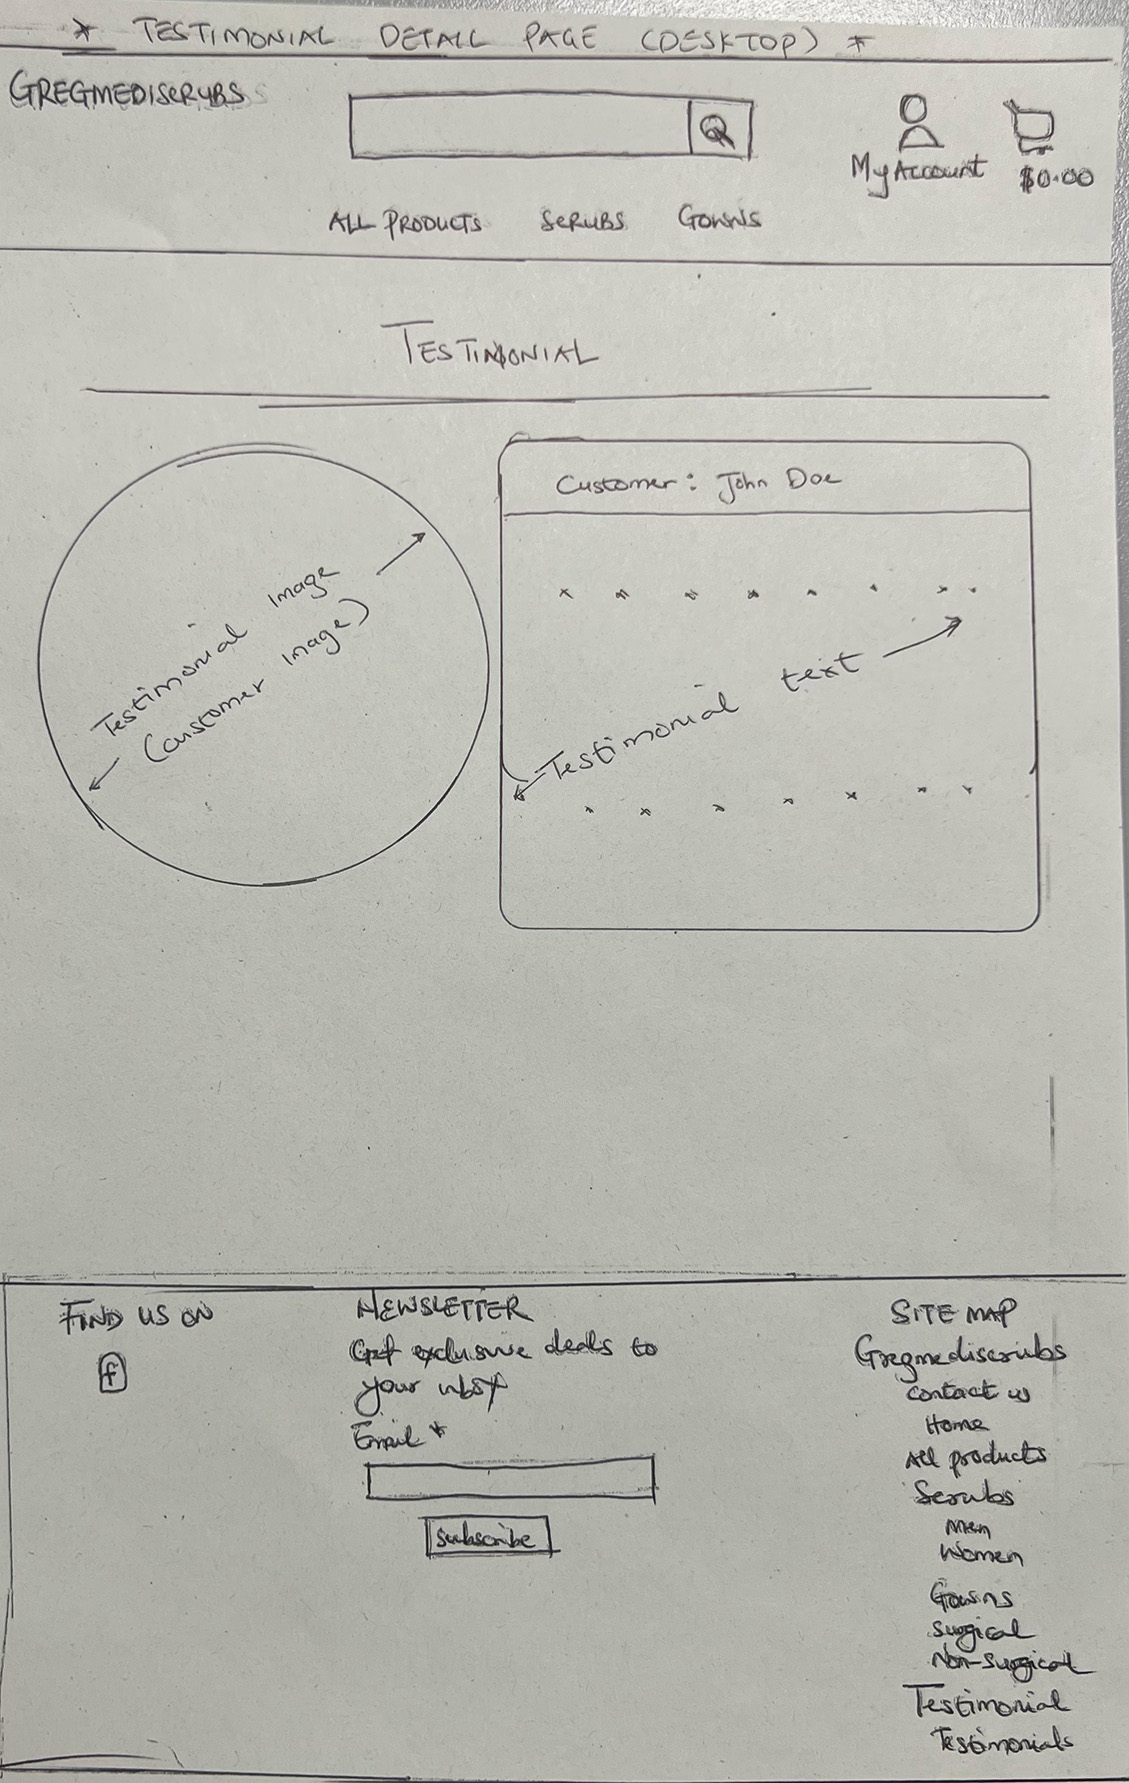 * TESTIMONIAL DETAIL PAGE (DESKTOP) *
GREGMEDISCRUBS
My Account
$0.00
ALL PRODUCTS SCRUBS GOWNS
TESTIMONIAL
Testimonial Image
(customer image)
Customer: John Doe
Testimonial text
FIND US ON
f
NEWSLETTER
Get exclusive deals to
your inbox
Email *
Subscribe
SITE MAP
Gregmediscrubs
Contact us
Home
All products
Scrubs
Men
Women
Gowns
Surgical
Non-Surgical
Testimonial
Testimonials